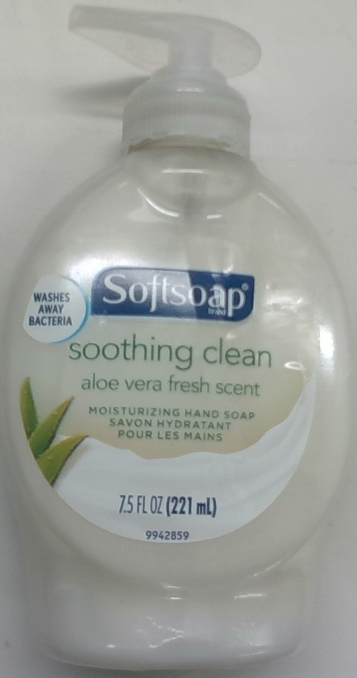 WASHES
AWAY
BACTERIA
Softsoap®
brand
soothing clean
aloe vera fresh scent
MOISTURIZING HAND SOAP
SAVON HYDRATANT
POUR LES MAINS
7.5 FL OZ (221 mL)
9942859